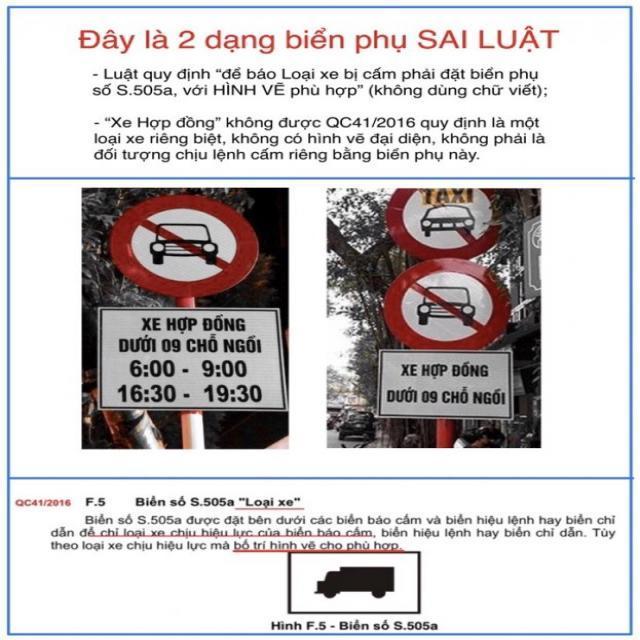 Đây là 2 dạng biển phụ SAI LUẬT
- Luật quy định “để báo Loại xe bị cấm phải đặt biển phụ
số S.505a, với HÌNH VẼ phù hợp” (không dùng chữ viết);
- “Xe Hợp đồng” không được QC41/2016 quy định là một
loại xe riêng biệt, không có hình vẽ đại diện, không phải là
đối tượng chịu lệnh cấm riêng bằng biển phụ này.
XE HỢP ĐỒNG
DƯỚI 09 CHỖ NGỒI
6:00 - 9:00
16:30 - 19:30
TAXI
XE HỢP ĐỒNG
DƯỚI 09 CHỖ NGỒI
QC41/2016 F.5 Biển số S.505a "Loại xe"
Biển số S.505a được đặt bên dưới các biển báo cấm và biển hiệu lệnh hay biển chỉ
dẫn để chỉ loại xe chịu hiệu lực của biển báo cấm, biển hiệu lệnh hay biển chỉ dẫn. Tùy
theo loại xe chịu hiệu lực mà bố trí hình vẽ cho phù hợp.
Hình F.5 - Biển số S.505a